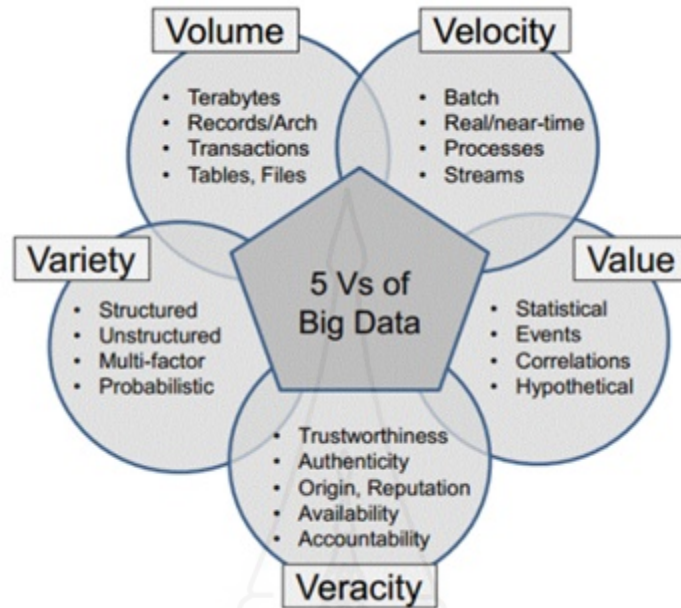 Volume
• Terabytes
• Records/Arch
• Transactions
• Tables, Files
Velocity
• Batch
• Real/near-time
• Processes
• Streams
Variety
• Structured
• Unstructured
• Multi-factor
• Probabilistic
5 Vs of
Big Data
Value
• Statistical
• Events
• Correlations
• Hypothetical
• Trustworthiness
• Authenticity
• Origin, Reputation
• Availability
• Accountability
Veracity